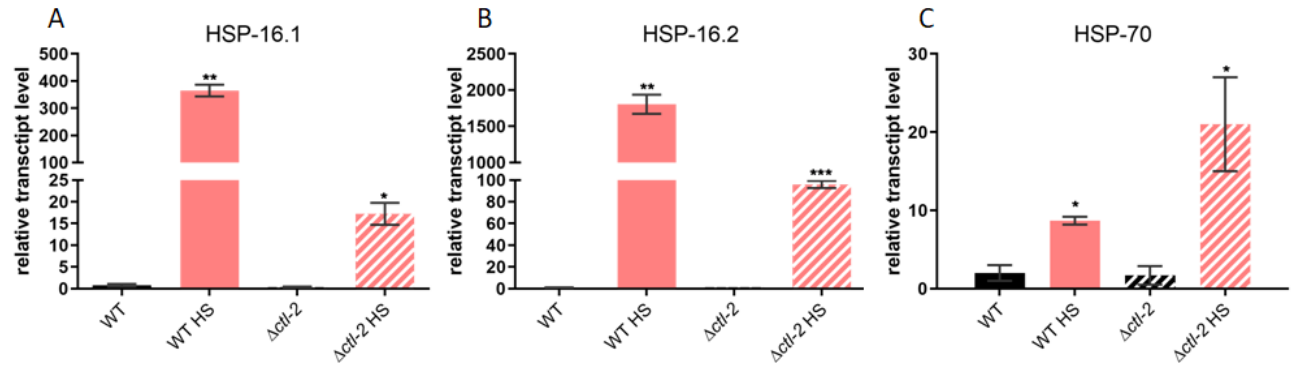 A
HSP-16.1
relative transctipt level
500
400
300
200
100
25
20
15
10
5
0
**
*
WT
WT HS
Δctl-2
Δctl-2 HS
B
HSP-16.2
relative transctipt level
2500
2000
1500
1000
100
80
60
40
20
0
**
***
WT
WT HS
Δctl-2
Δctl-2 HS
C
HSP-70
relative transctipt level
30
20
10
0
*
*
WT
WT HS
Δctl-2
Δctl-2 HS